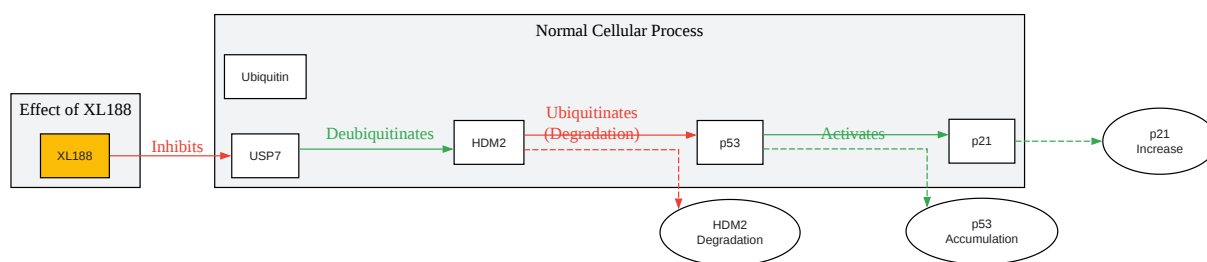 Normal Cellular Process
Ubiquitin
Effect of XL188
XL188
Inhibits
USP7
Deubiquitinates
HDM2
Ubiquitinates
(Degradation)
p53
Activates
p21
p21
Increase
HDM2
Degradation
p53
Accumulation